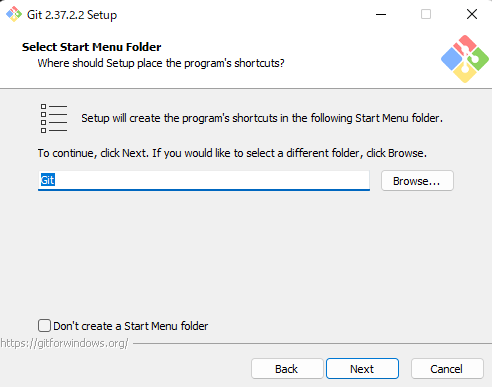 Git 2.37.2.2 Setup
Select Start Menu Folder
Where should Setup place the program's shortcuts?
Setup will create the program's shortcuts in the following Start Menu folder.
To continue, click Next. If you would like to select a different folder, click Browse.
Git
Browse...
Don't create a Start Menu folder
https://gitforwindows.org/
Back
Next
Cancel